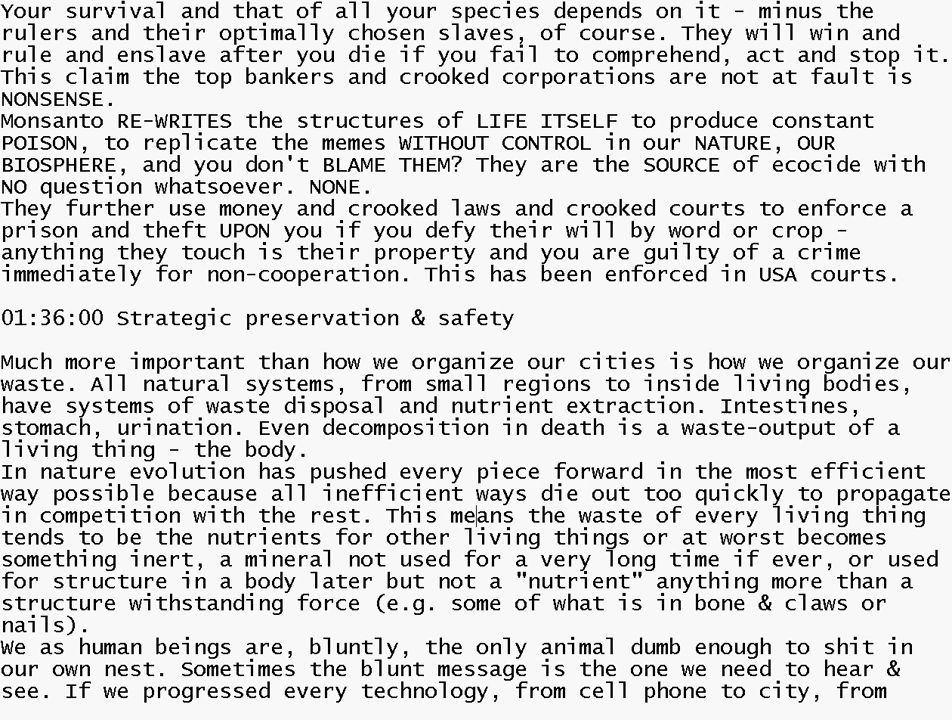 Your survival and that of all your species depends on it - minus the
rulers and their optimally chosen slaves, of course. They will win and
rule and enslave after you die if you fail to comprehend, act and stop it.
This claim the top bankers and crooked corporations are not at fault is
NONSENSE.
Monsanto RE-WRITES the structures of LIFE ITSELF to produce constant
POISON, to replicate the memes WITHOUT CONTROL in our NATURE, OUR
BIOSPHERE, and you don't BLAME THEM? They are the SOURCE of ecocide with
NO question whatsoever. NONE.
They further use money and crooked laws and crooked courts to enforce a
prison and theft UPON you if you defy their will by word or crop -
anything they touch is their property and you are guilty of a crime
immediately for non-cooperation. This has been enforced in USA courts.
01:36:00 Strategic preservation & safety
Much more important than how we organize our cities is how we organize our
waste. All natural systems, from small regions to inside living bodies,
have systems of waste disposal and nutrient extraction. Intestines,
stomach, urination. Even decomposition in death is a waste-output of a
living thing - the body.
In nature evolution has pushed every piece forward in the most efficient
way possible because all inefficient ways die out too quickly to propagate
in competition with the rest. This means the waste of every living thing
tends to be the nutrients for other living things or at worst becomes
something inert, a mineral not used for a very long time if ever, or used
for structure in a body later but not a "nutrient" anything more than a
structure withstanding force (e.g. some of what is in bone & claws or
nails).
We as human beings are, bluntly, the only animal dumb enough to shit in
our own nest. Sometimes the blunt message is the one we need to hear &
see. If we progressed every technology, from cell phone to city, from